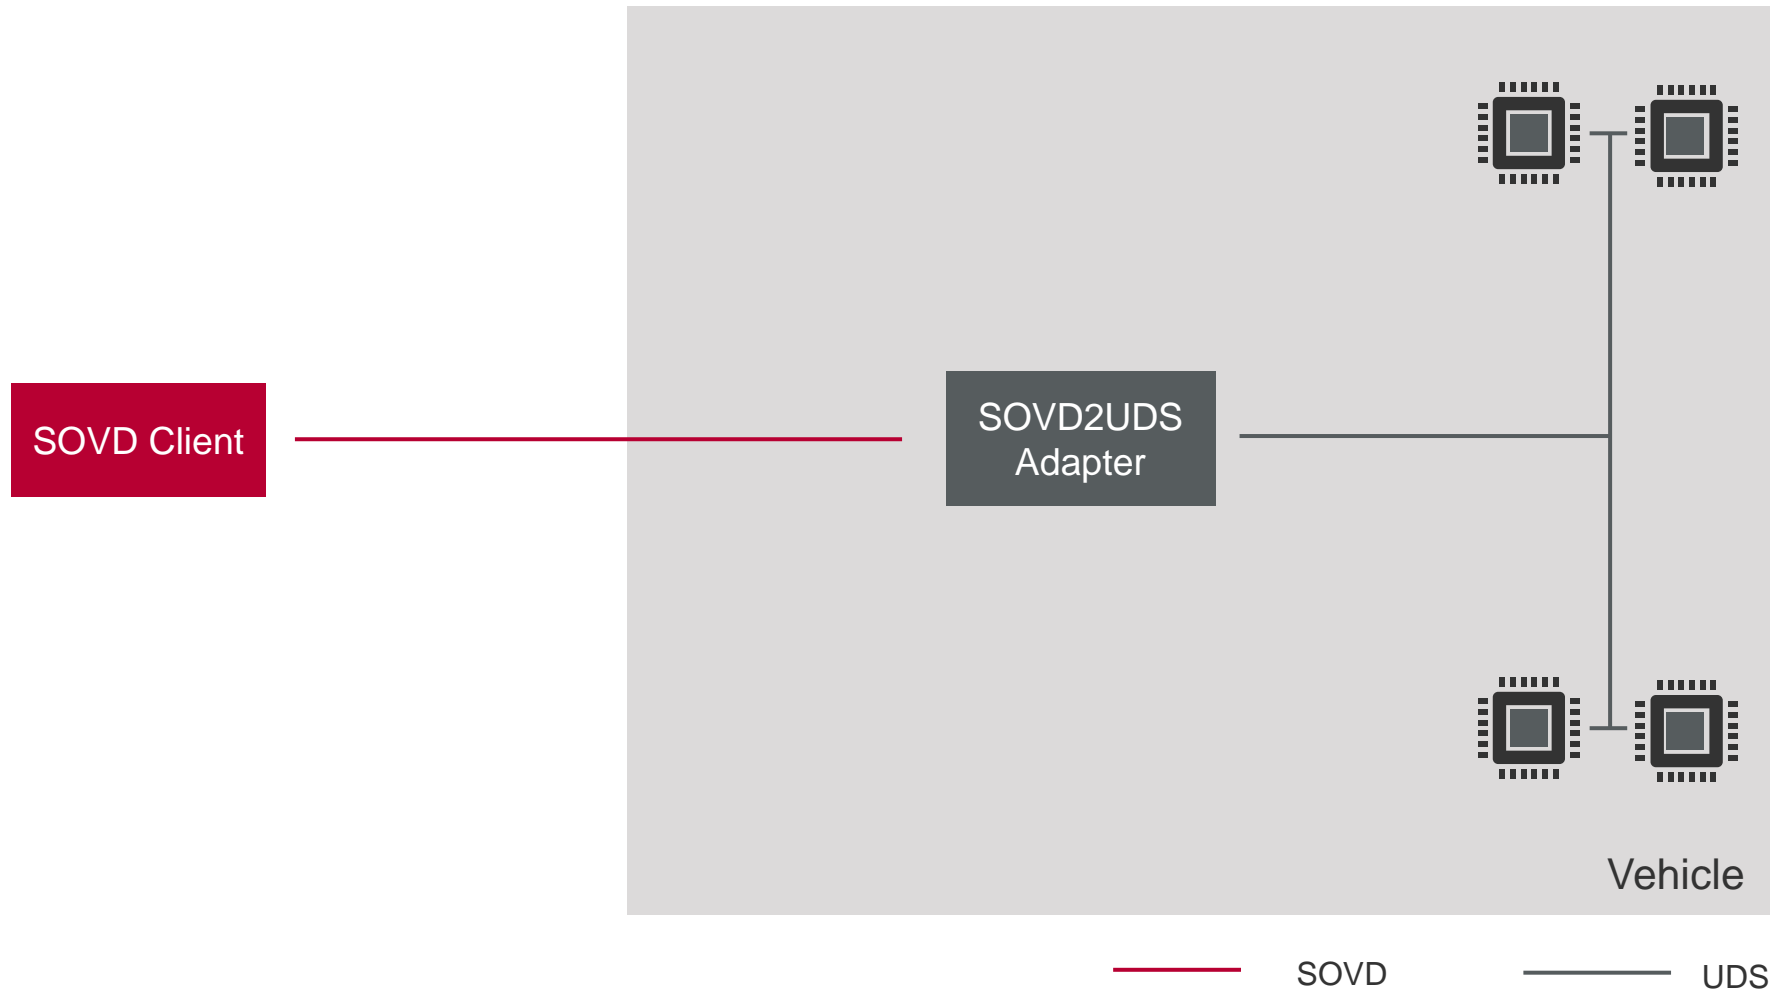 SOVD Client
SOVD2UDS
Adapter
Vehicle
SOVD
UDS